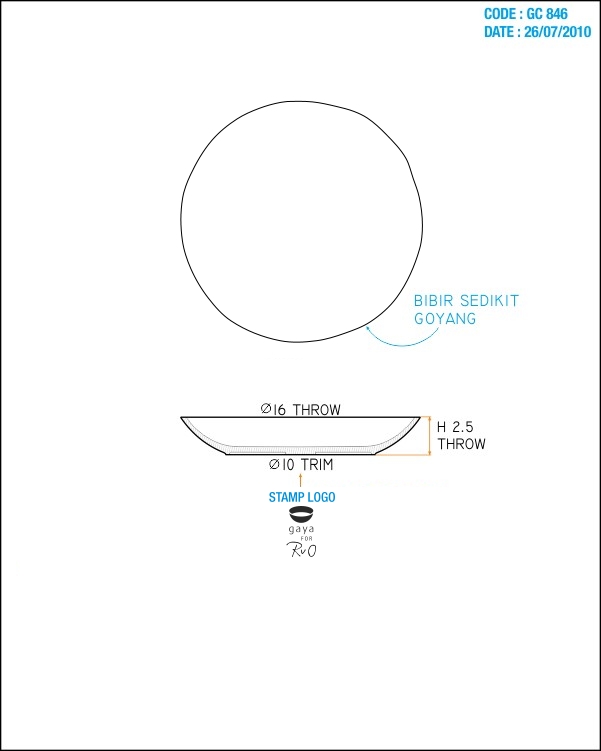 CODE : GC 846
DATE : 26/07/2010
BIBIR SEDIKIT
GOYANG
Ø16 THROW
H 2.5
THROW
Ø10 TRIM
STAMP LOGO
gaya
FOR
RvO